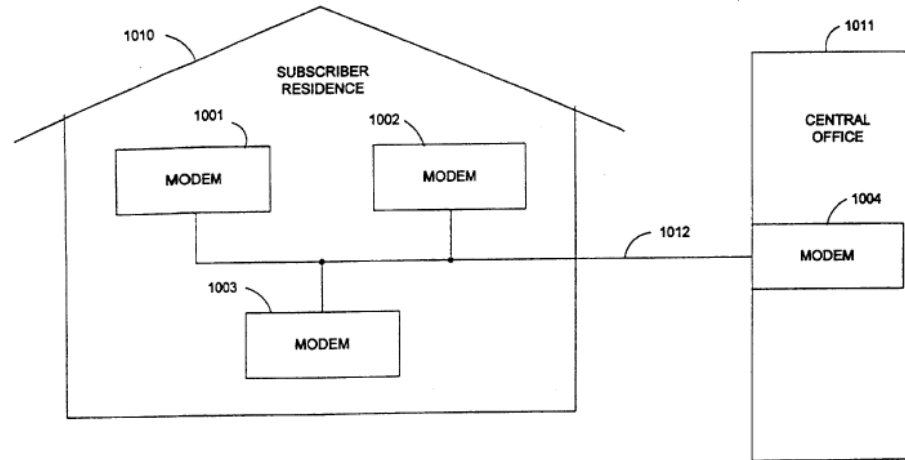 1010
SUBSCRIBER
RESIDENCE
1011
CENTRAL
OFFICE
1001
MODEM
1002
MODEM
1004
MODEM
1012
1003
MODEM